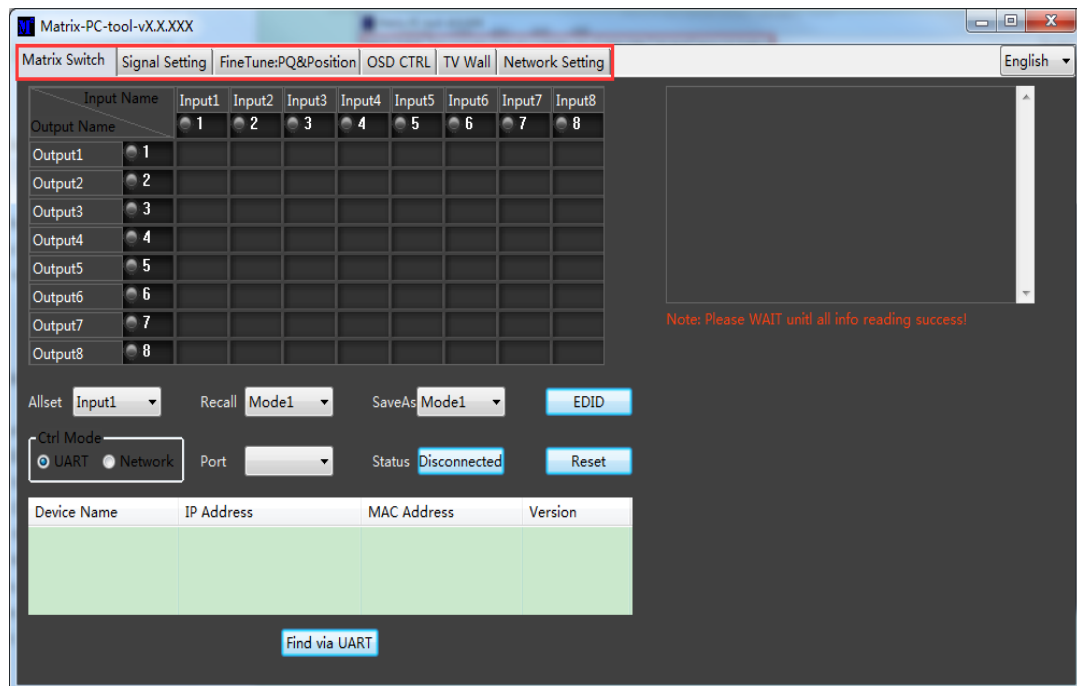 Matrix-PC-tool-vX.X.XXX
Matrix Switch Signal Setting FineTune:PQ&Position OSD CTRL TV Wall Network Setting English
Input Name Input1 Input2 Input3 Input4 Input5 Input6 Input7 Input8
Output Name 1 2 3 4 5 6 7 8
Output1 1
Output2 2
Output3 3
Output4 4
Output5 5
Output6 6
Output7 7
Output8 8
Note: Please WAIT unitl all info reading success!
Allset Input1 Recall Mode1 SaveAs Mode1 EDID
Ctrl Mode
UART Network Port Status Disconnected Reset
Device Name IP Address MAC Address Version
Find via UART